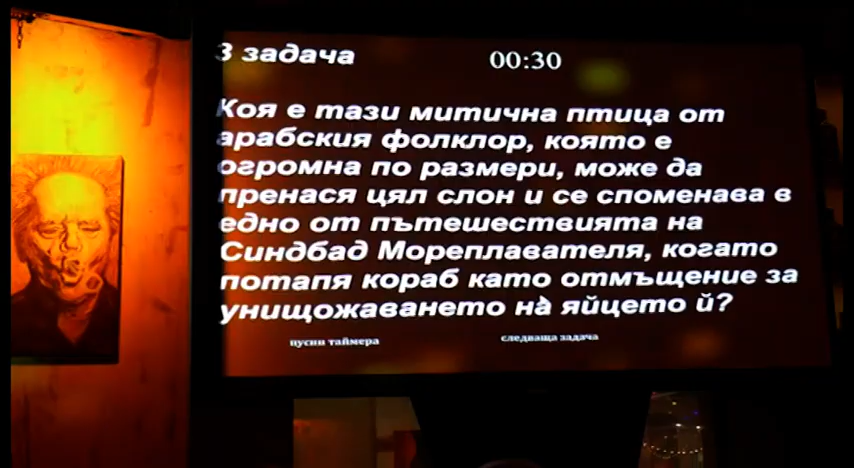 3 задача
00:30
Коя е тази митична птица от
арабския фолклор, която е
огромна по размери, може да
пренася цял слон и се споменава в
едно от пътешествията на
Синдбад Мореплавателя, когато
потапя кораб като отмъщение за
унищожаването на яйцето й?
пусни таймера
следваща задача